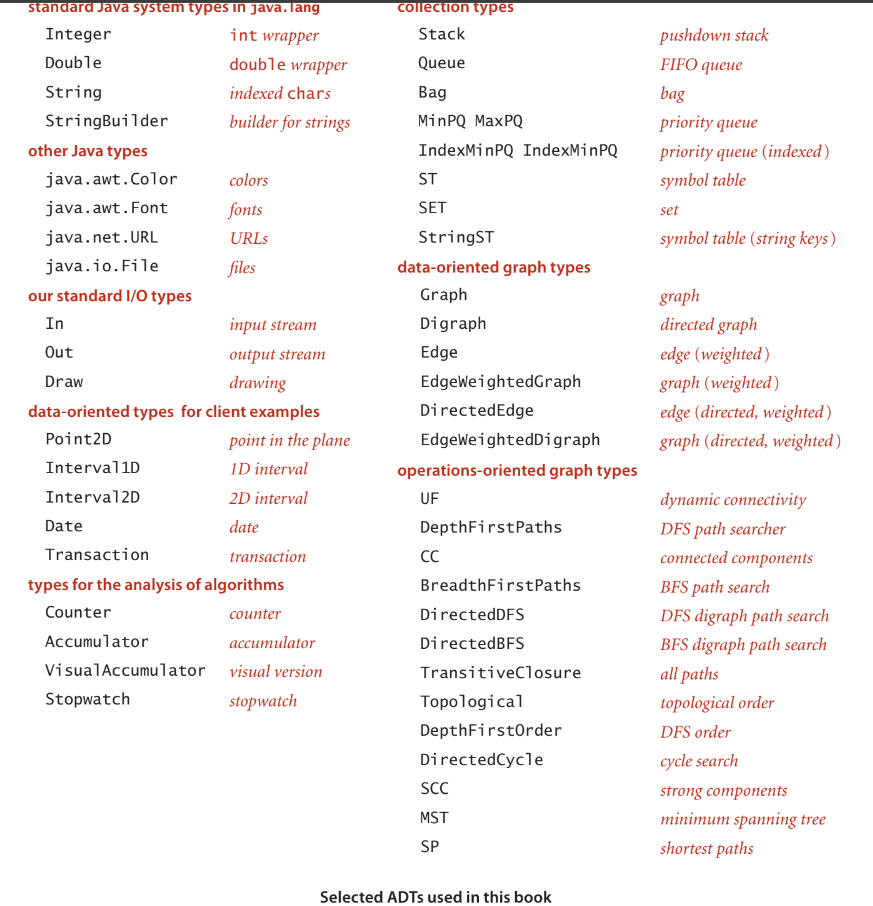 standard Java system types in java.lang
Integer int wrapper
Double double wrapper
String indexed chars
StringBuilder builder for strings
other Java types
java.awt.Color colors
java.awt.Font fonts
java.net.URL URLs
java.io.File files
our standard I/O types
In input stream
Out output stream
Draw drawing
data-oriented types for client examples
Point2D point in the plane
Interval1D 1D interval
Interval2D 2D interval
Date date
Transaction transaction
types for the analysis of algorithms
Counter counter
Accumulator accumulator
VisualAccumulator visual version
Stopwatch stopwatch
collection types
Stack pushdown stack
Queue FIFO queue
Bag bag
MinPQ MaxPQ priority queue
IndexMinPQ IndexMinPQ priority queue (indexed)
ST symbol table
SET set
StringST symbol table (string keys)
data-oriented graph types
Graph graph
Digraph directed graph
Edge edge (weighted)
EdgeWeightedGraph graph (weighted)
DirectedEdge edge (directed, weighted)
EdgeWeightedDigraph graph (directed, weighted)
operations-oriented graph types
UF dynamic connectivity
DepthFirstPaths DFS path searcher
CC connected components
BreadthFirstPaths BFS path search
DirectedDFS DFS digraph path search
DirectedBFS BFS digraph path search
TransitiveClosure all paths
Topological topological order
DepthFirstOrder DFS order
DirectedCycle cycle search
SCC strong components
MST minimum spanning tree
SP shortest paths
Selected ADTs used in this book